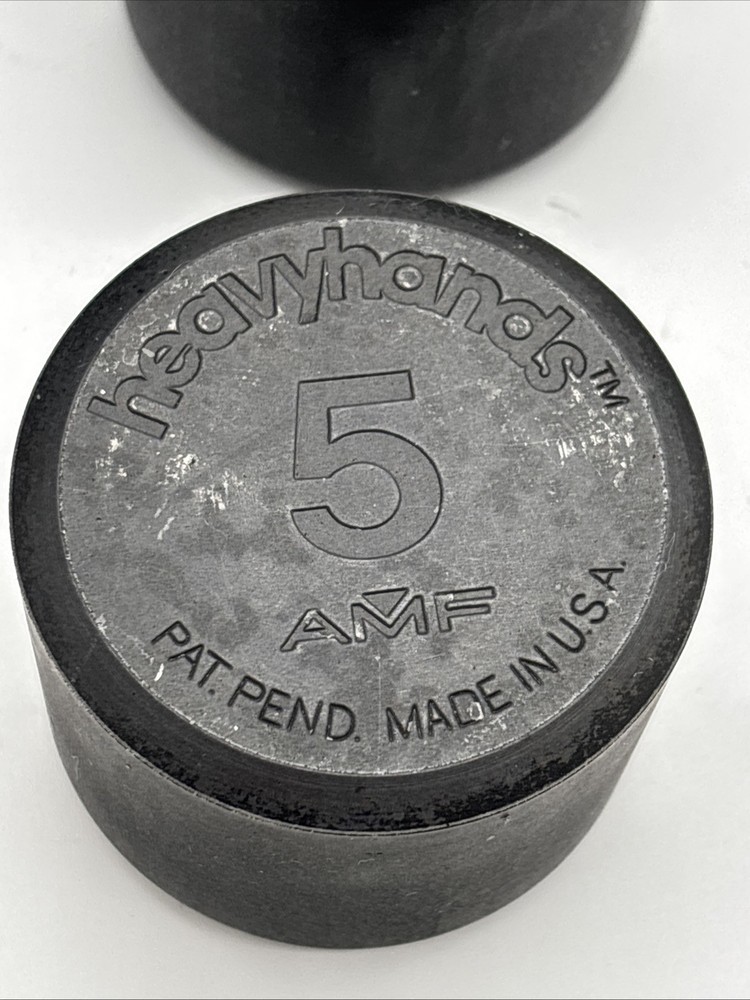 heavyhands™
5
AMF
PAT. PEND. MADE IN U.S.A.